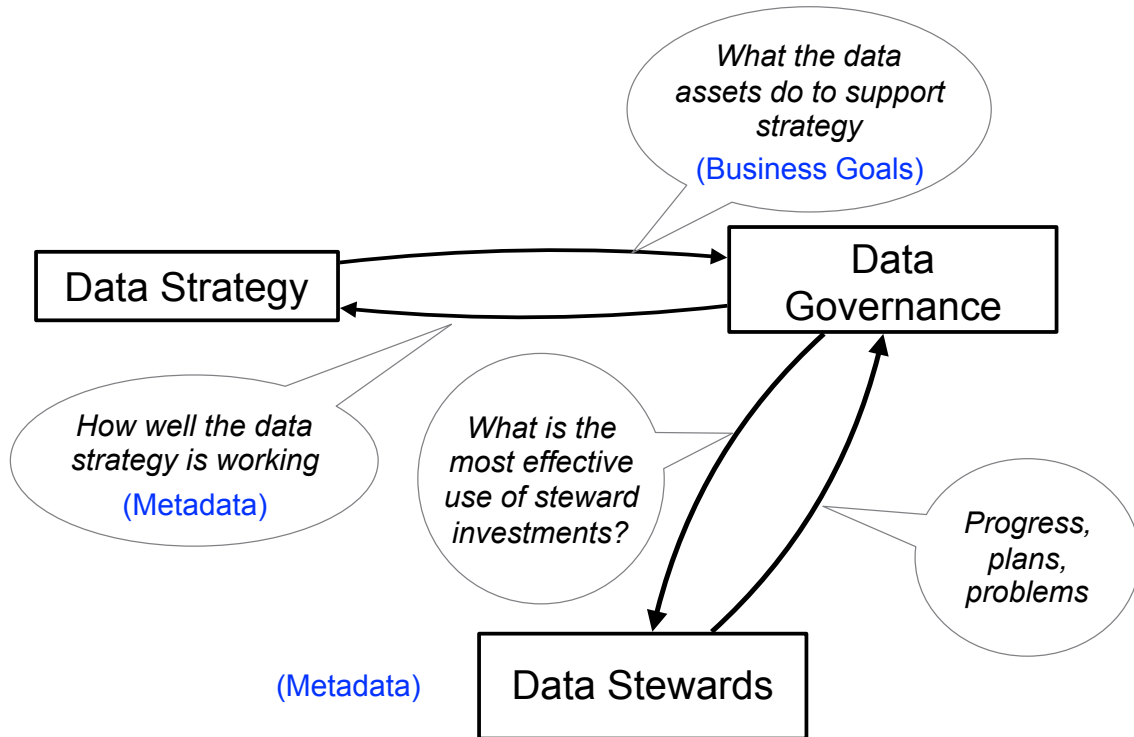 What the data
assets do to support
strategy
(Business Goals)
Data Strategy
Data
Governance
How well the data
strategy is working
(Metadata)
What is the
most effective
use of steward
investments?
Progress,
plans,
problems
(Metadata)
Data Stewards